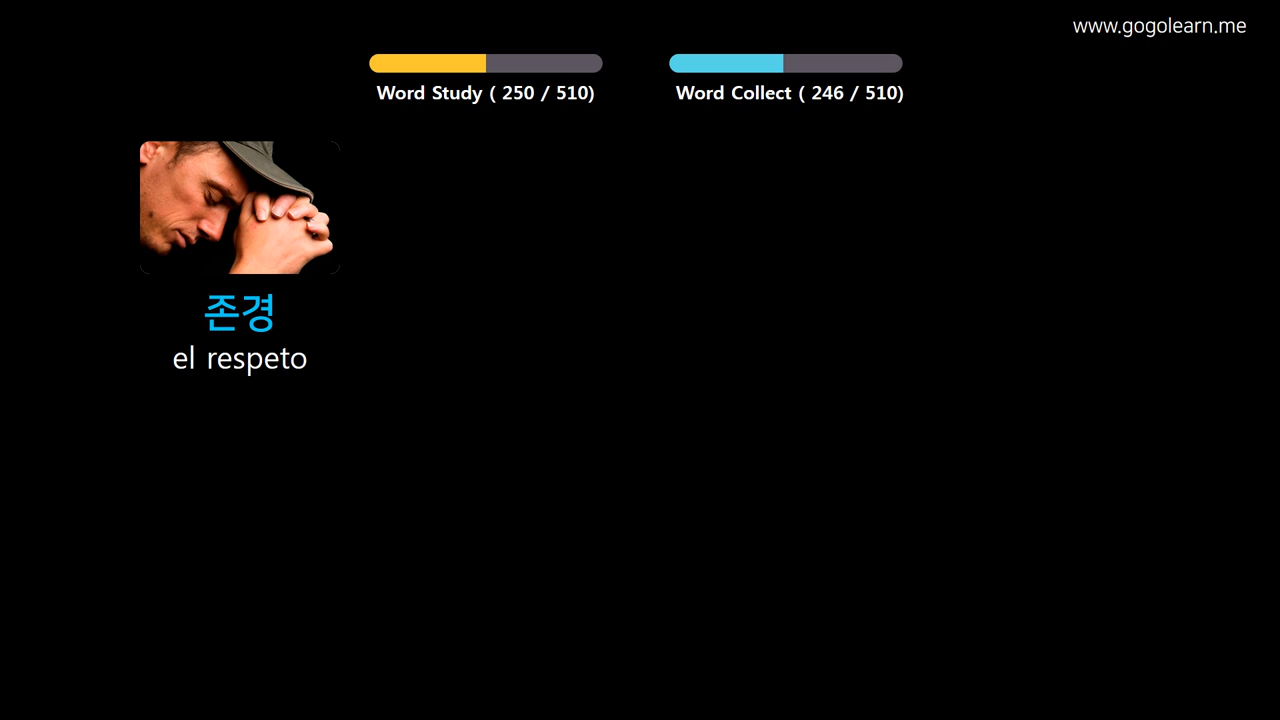 www.gogolearn.me
Word Study ( 250 / 510)
Word Collect ( 246 / 510)
존경
el respeto